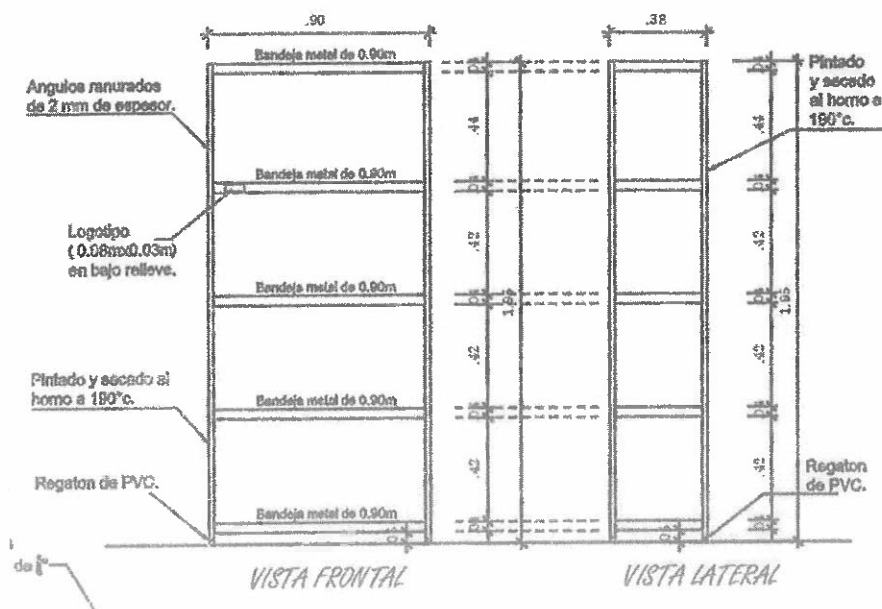 .90
.38
Bandeja metal de 0.90m
Angulos ranurados
de 2 mm de espesor.
Pintado
y secado
al horno a
190°c.
.44
.44
Bandeja metal de 0.90m
Logotipo
( 0.08mx0.03m)
en bajo relieve.
.42
.42
Bandeja metal de 0.90m
1.95
Pintado y secado al
horno a 190°c.
.42
.42
Bandeja metal de 0.90m
Regaton de PVC.
.42
.42
Regaton
de PVC.
Bandeja metal de 0.90m
VISTA FRONTAL
VISTA LATERAL